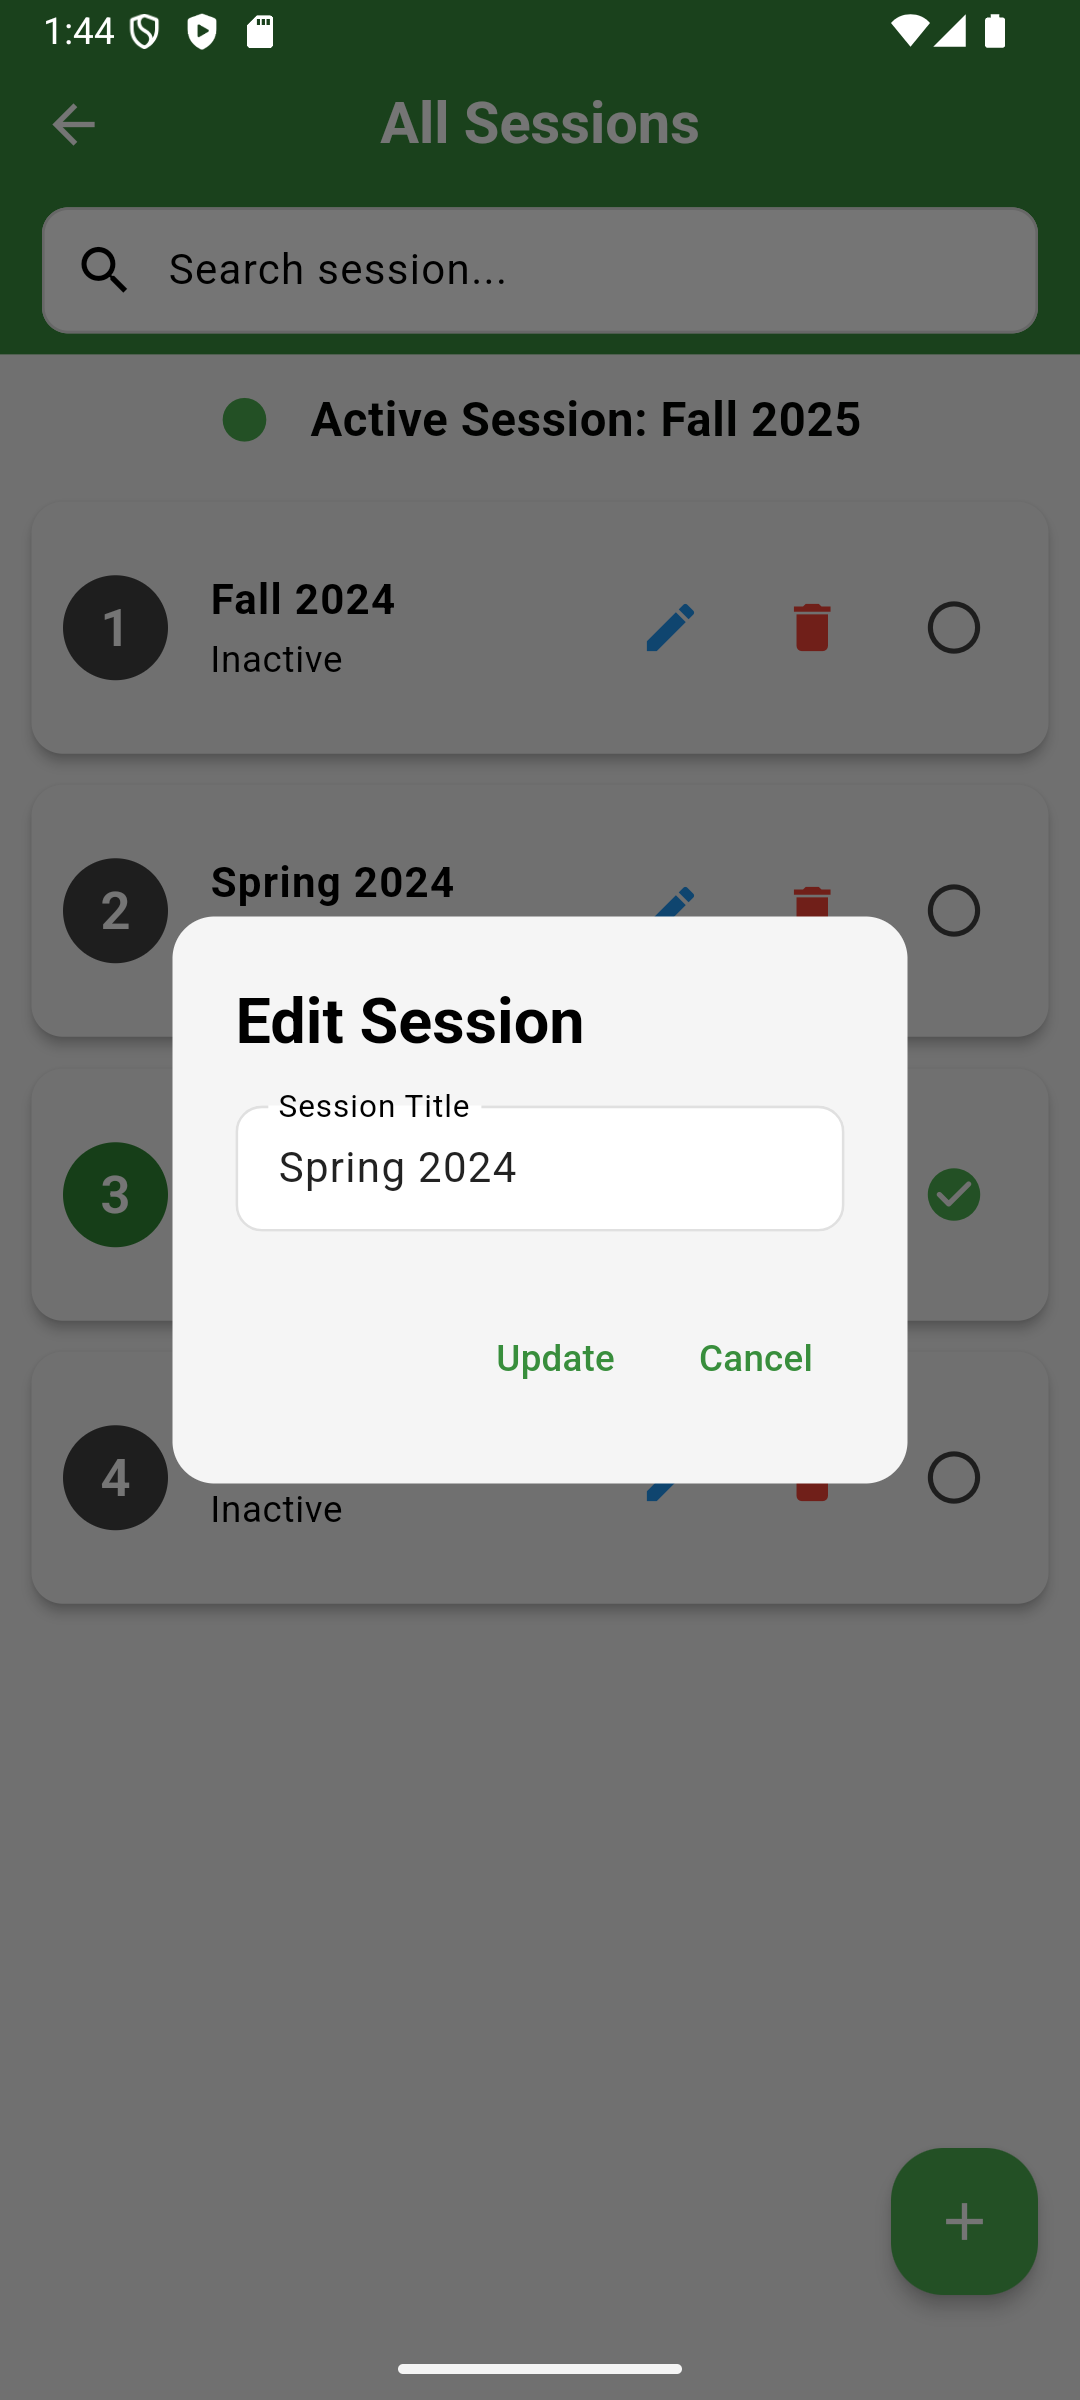 1:44
All Sessions
Search session...
Active Session: Fall 2025
1
Fall 2024
Inactive
2
Spring 2024
Edit Session
Session Title
Spring 2024
3
Update
Cancel
4
Inactive